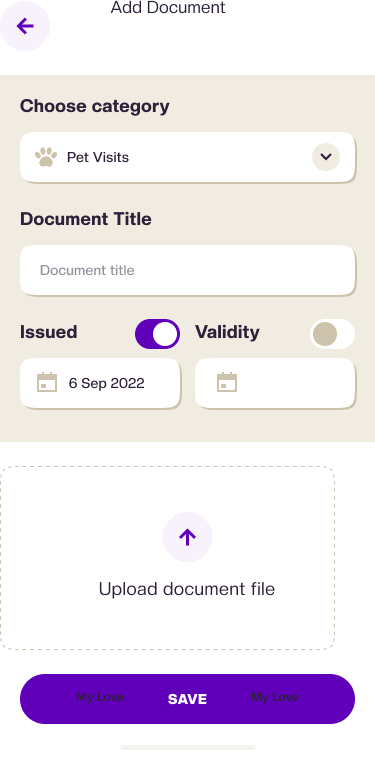 Add Document
Choose category
Pet Visits
Document Title
Document title
Issued Validity
6 Sep 2022
Upload document file
My Love SAVE My Love